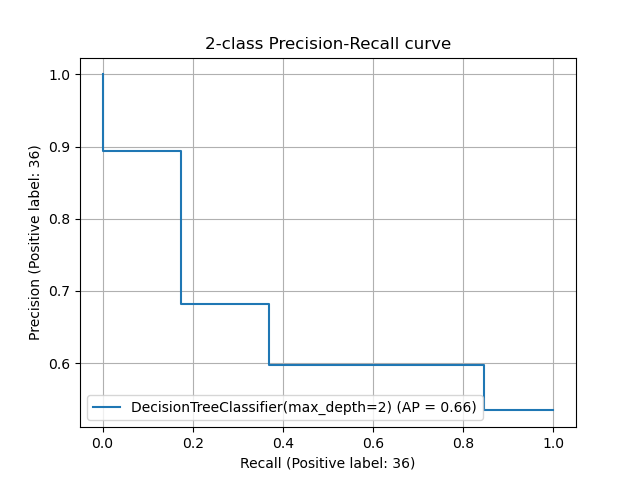 2-class Precision-Recall curve
1.0
0.9
0.8
0.7
0.6
Precision (Positive label: 36)
DecisionTreeClassifier(max_depth=2) (AP = 0.66)
0.0 0.2 0.4 0.6 0.8 1.0
Recall (Positive label: 36)